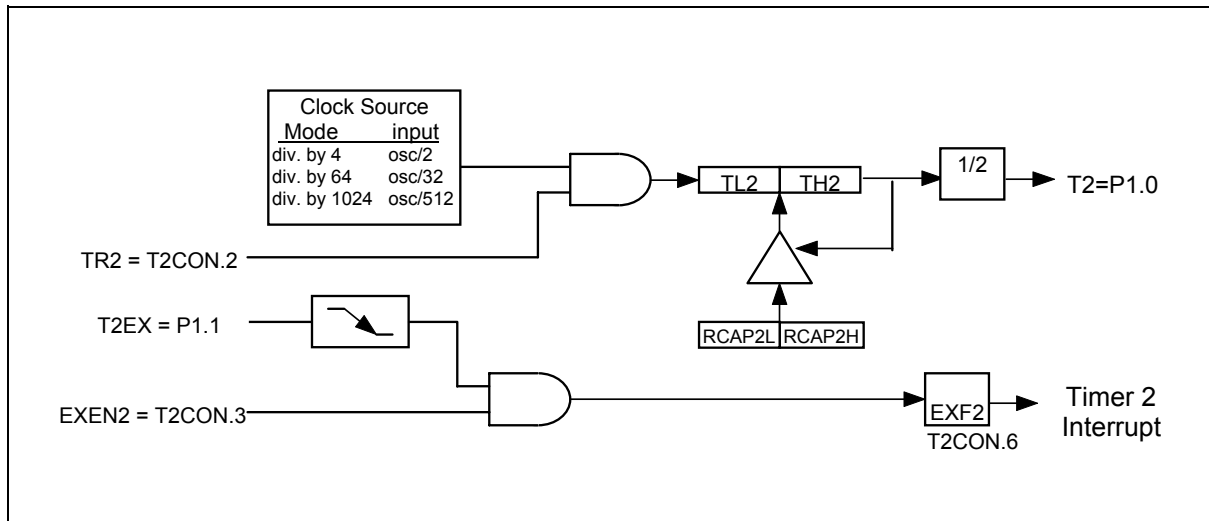 Clock Source
Mode input
div. by 4 osc/2
div. by 64 osc/32
div. by 1024 osc/512
TL2 TH2
1/2
T2=P1.0
TR2 = T2CON.2
T2EX = P1.1
RCAP2L RCAP2H
EXEN2 = T2CON.3
EXF2
T2CON.6
Timer 2
Interrupt